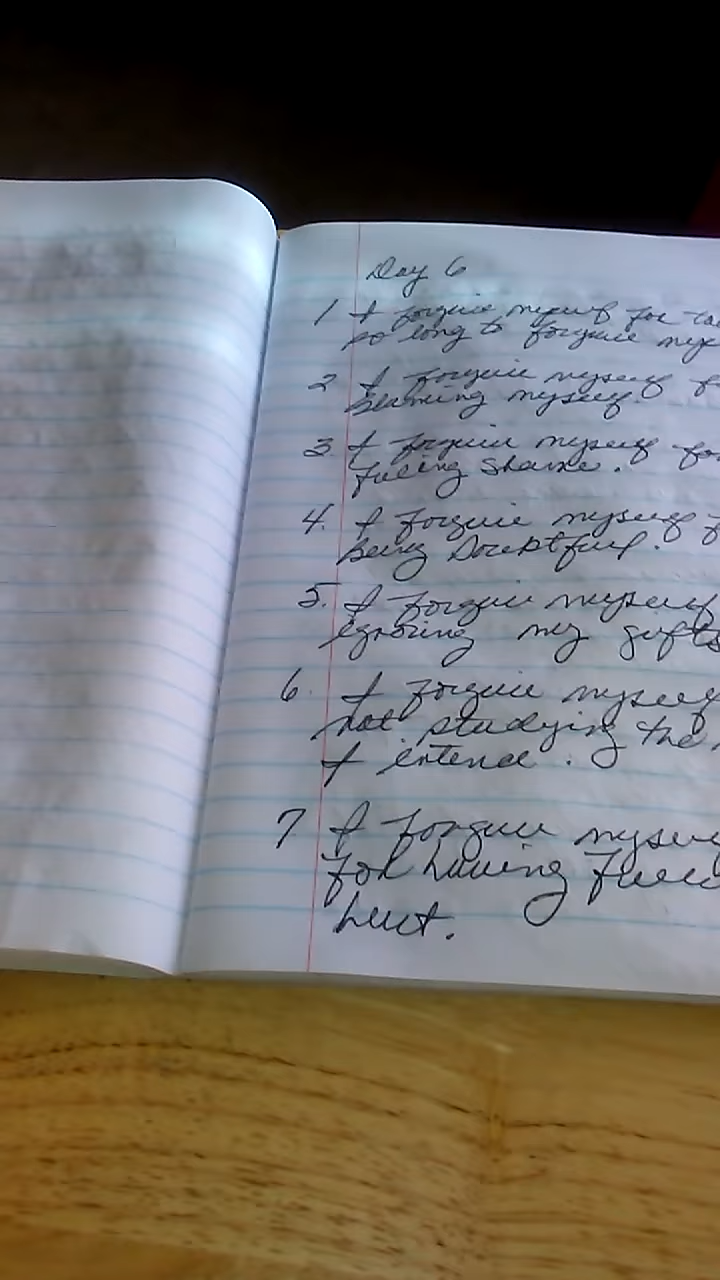 Day 6
1 I forgive myself for
so long to forgive
2 I forgive myself
blaming myself.
3. I forgive myself for
feeling shame.
4. I forgive myself
being Doubtful.
5. I forgive myself
ignoring my gifts
6. I forgive myself
not studying the
I intend.
7 I forgive myself
for having
hurt.